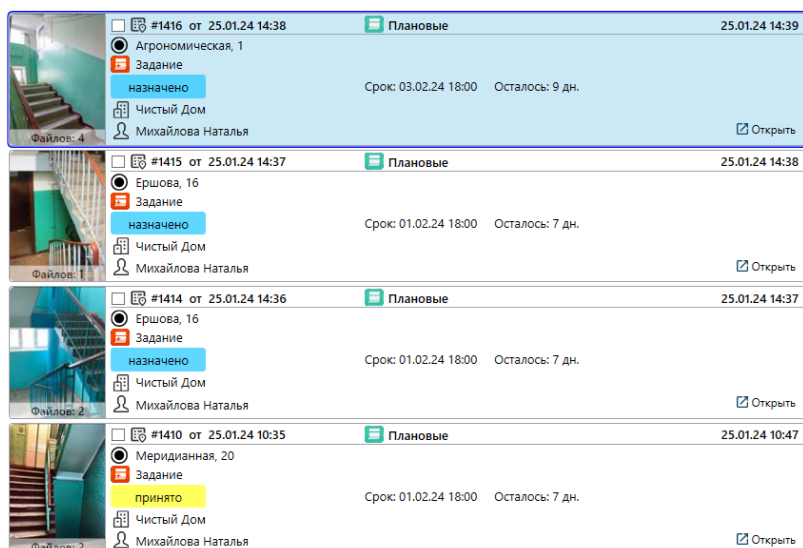 #1416 от 25.01.24 14:38 Плановые 25.01.24 14:39
Агрономическая, 1
Задание
назначено Срок: 03.02.24 18:00 Осталось: 9 дн.
Чистый Дом
Файлов: 4 Михайлова Наталья Открыть
#1415 от 25.01.24 14:37 Плановые 25.01.24 14:38
Ершова, 16
Задание
назначено Срок: 01.02.24 18:00 Осталось: 7 дн.
Чистый Дом
Файлов: 1 Михайлова Наталья Открыть
#1414 от 25.01.24 14:36 Плановые 25.01.24 14:37
Ершова, 16
Задание
назначено Срок: 01.02.24 18:00 Осталось: 7 дн.
Чистый Дом
Файлов: 2 Михайлова Наталья Открыть
#1410 от 25.01.24 10:35 Плановые 25.01.24 10:47
Меридианная, 20
Задание
принято Срок: 01.02.24 18:00 Осталось: 7 дн.
Чистый Дом
Файлов: 2 Михайлова Наталья Открыть